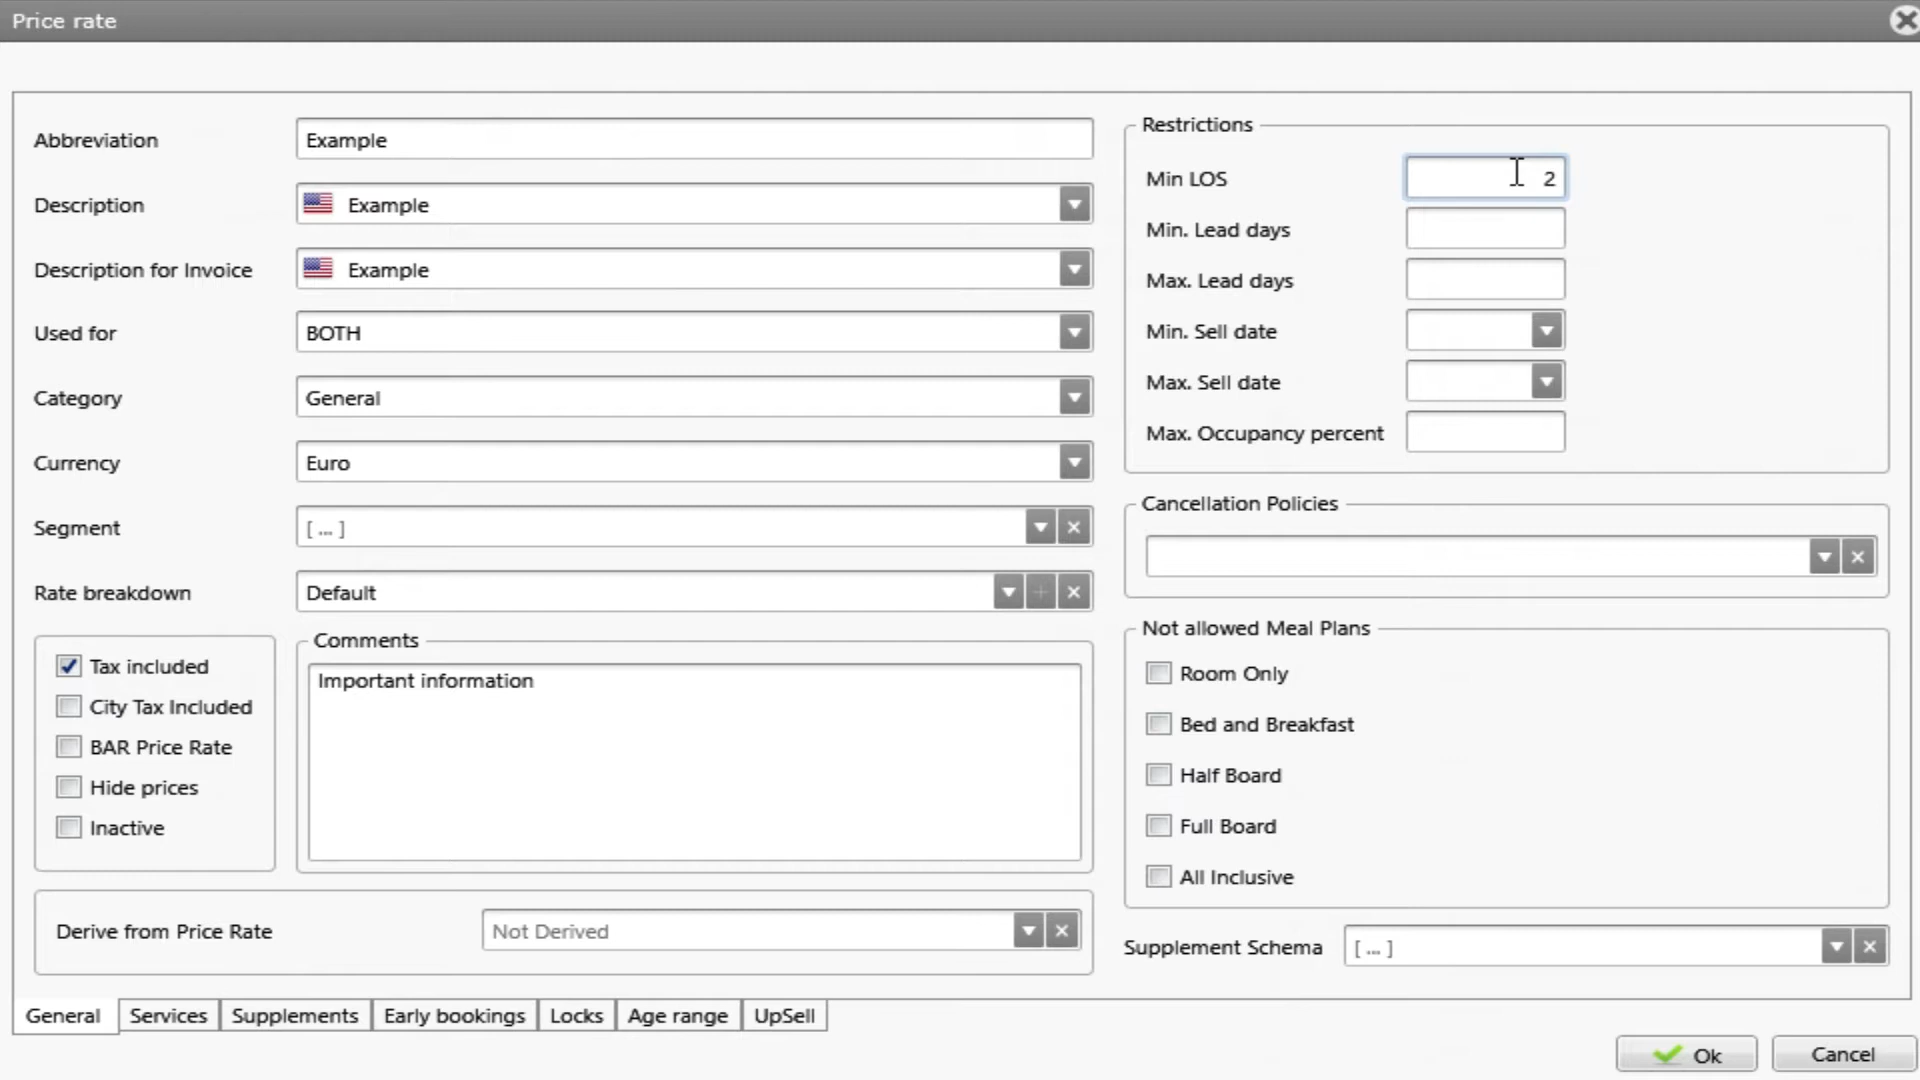 Price rate
Abbreviation
Example
Description
Example
Description for Invoice
Example
Used for
BOTH
Category
General
Currency
Euro
Segment
[ ... ]
Rate breakdown
Default
Tax included
City Tax Included
BAR Price Rate
Hide prices
Inactive
Comments
Important information
Derive from Price Rate
Not Derived
Restrictions
Min LOS
2
Min. Lead days
Max. Lead days
Min. Sell date
Max. Sell date
Max. Occupancy percent
Cancellation Policies
Not allowed Meal Plans
Room Only
Bed and Breakfast
Half Board
Full Board
All Inclusive
Supplement Schema
[ ... ]
General
Services
Supplements
Early bookings
Locks
Age range
UpSell
Ok
Cancel